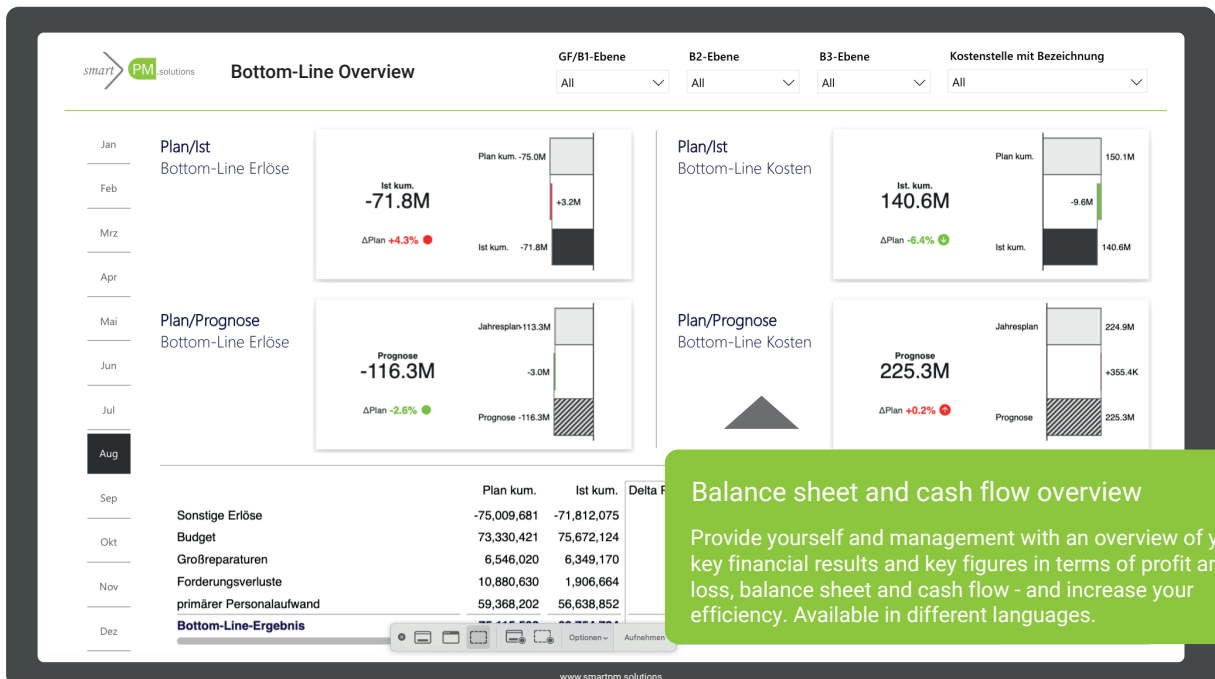 smart PM .solutions
Bottom-Line Overview
GF/B1-Ebene
B2-Ebene
B3-Ebene
Kostenstelle mit Bezeichnung
All
All
All
All
Jan
Feb
Mrz
Apr
Mai
Jun
Jul
Aug
Sep
Okt
Nov
Dez
Plan/Ist
Bottom-Line Erlöse
Ist kum.
-71.8M
ΔPlan +4.3%
Plan kum. -75.0M
+3.2M
Ist kum. -71.8M
Plan/Ist
Bottom-Line Kosten
Ist. kum.
140.6M
ΔPlan -6.4%
Plan kum. 150.1M
-9.6M
Ist kum. 140.6M
Plan/Prognose
Bottom-Line Erlöse
Prognose
-116.3M
ΔPlan -2.6%
Jahresplan -113.3M
-3.0M
Prognose -116.3M
Plan/Prognose
Bottom-Line Kosten
Prognose
225.3M
ΔPlan +0.2%
Jahresplan 224.9M
+355.4K
Prognose 225.3M
Plan kum. Ist kum. Delta
Sonstige Erlöse -75,009,681 -71,812,075
Budget 73,330,421 75,672,124
Großreparaturen 6,546,020 6,349,170
Forderungsverluste 10,880,630 1,906,664
primärer Personalaufwand 59,368,202 56,638,852
Bottom-Line-Ergebnis
Optionen
Aufnehmen
Balance sheet and cash flow overview
Provide yourself and management with an overview of
key financial results and key figures in terms of profit
loss, balance sheet and cash flow - and increase your
efficiency. Available in different languages.
www.smartpm.solutions